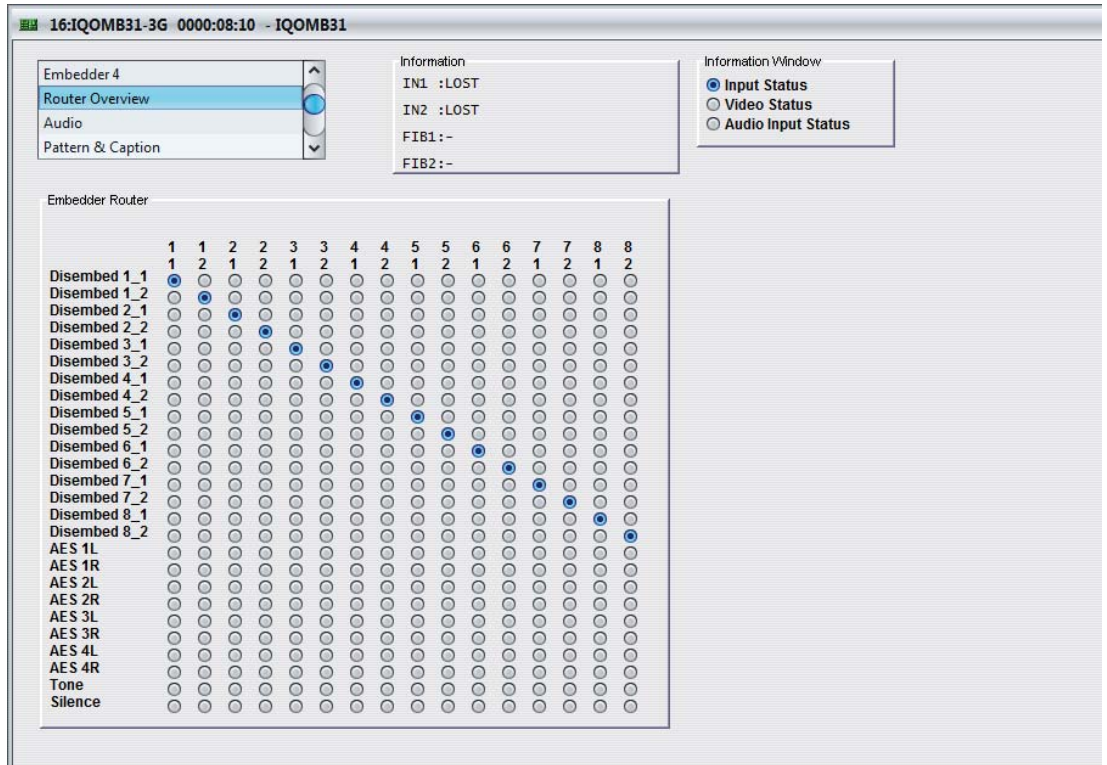 16:IQOMB31-3G 0000:08:10 - IQOMB31
Embedder 4
Router Overview
Audio
Pattern & Caption
Information
IN1 :LOST
IN2 :LOST
FIB1:-
FIB2:-
Information Window
Input Status
Video Status
Audio Input Status
Embedder Router
1 1 2 2 3 3 4 4 5 5 6 6 7 7 8 8
1 2 1 2 1 2 1 2 1 2 1 2 1 2 1 2
Disembed 1_1
Disembed 1_2
Disembed 2_1
Disembed 2_2
Disembed 3_1
Disembed 3_2
Disembed 4_1
Disembed 4_2
Disembed 5_1
Disembed 5_2
Disembed 6_1
Disembed 6_2
Disembed 7_1
Disembed 7_2
Disembed 8_1
Disembed 8_2
AES 1L
AES 1R
AES 2L
AES 2R
AES 3L
AES 3R
AES 4L
AES 4R
Tone
Silence